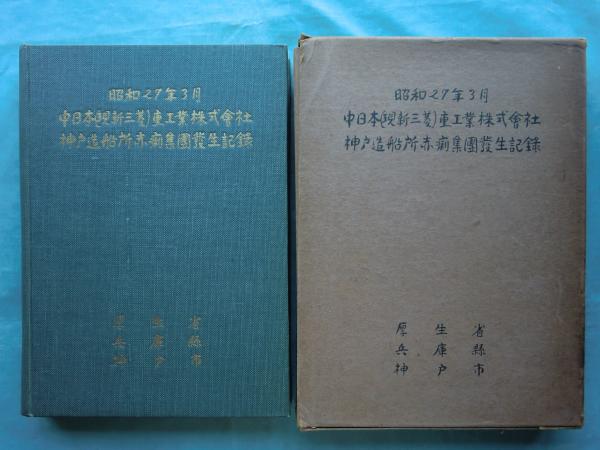 昭和27年3月
中日本(現新三菱)重工業株式會社
神戸造船所赤痢集團發生記錄
厚生省
兵庫縣
神戸市
昭和27年3月
中日本(現新三菱)重工業株式會社
神戸造船所赤痢集團發生記錄
厚生省
兵庫縣
神戸市